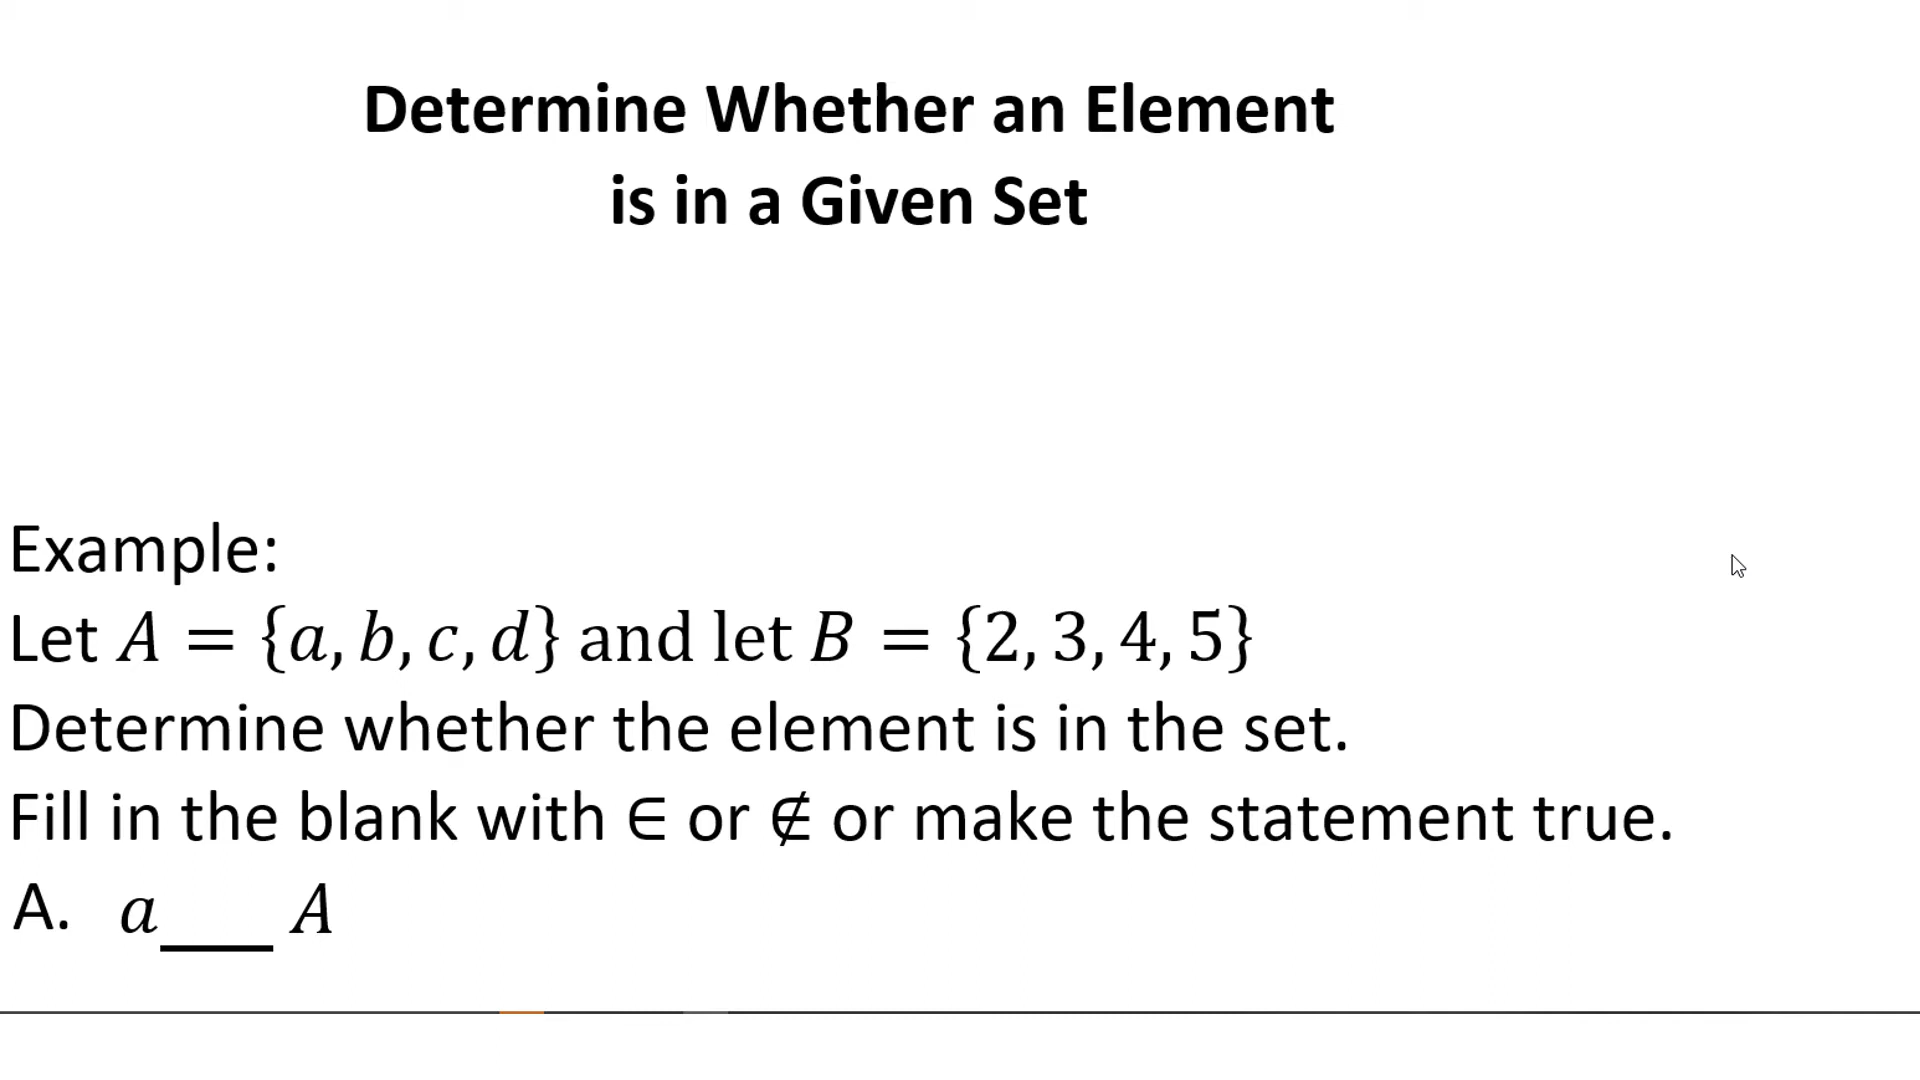 Determine Whether an Element
is in a Given Set
Example:
Let A = {a, b, c, d} and let B = {2, 3, 4, 5}
Determine whether the element is in the set.
Fill in the blank with ∈ or ∉ or make the statement true.
A. a___ A